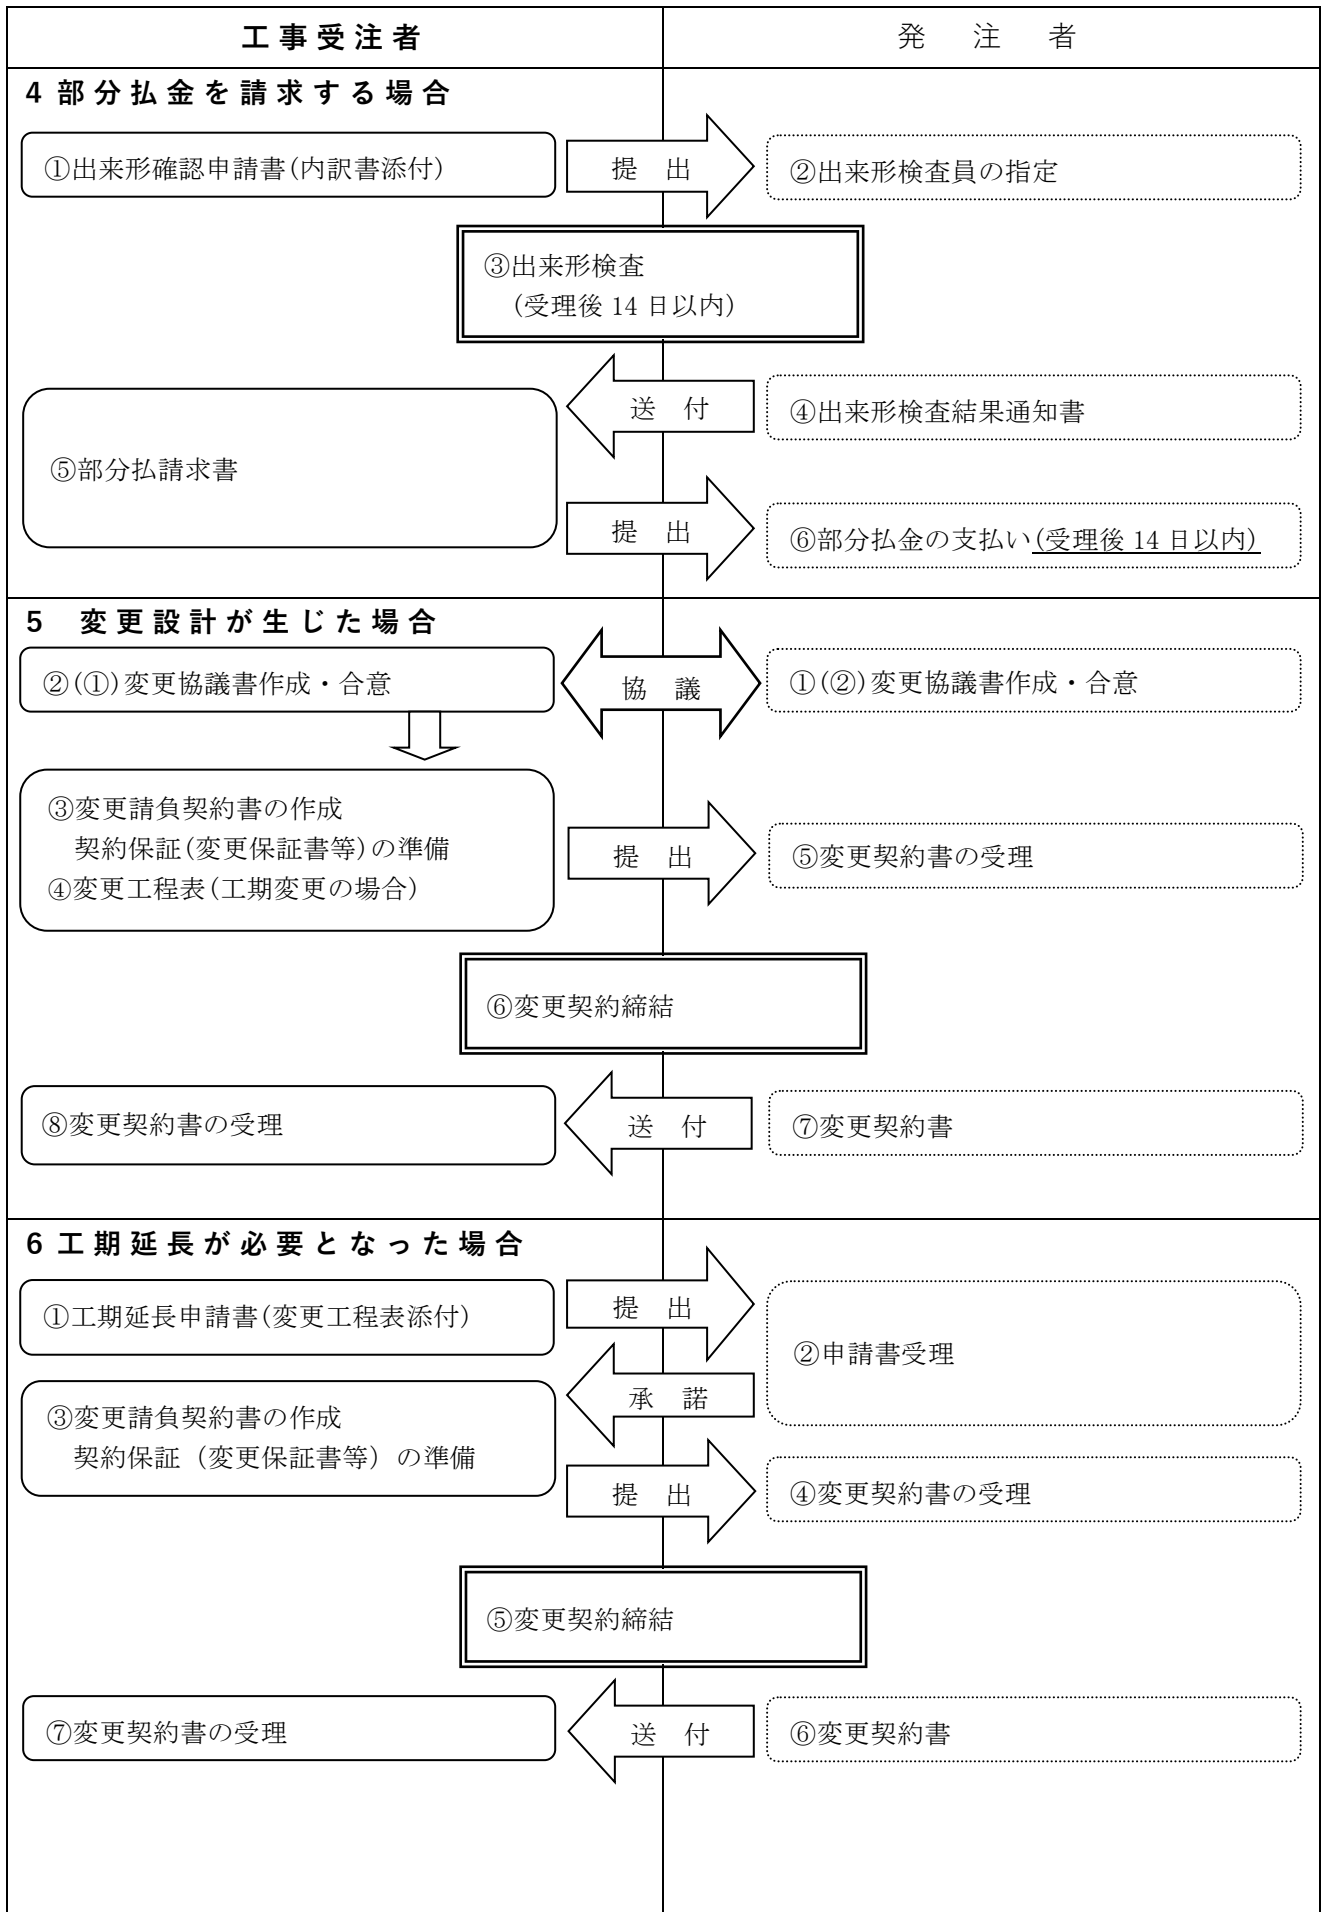 工事受注者
発　注　者
4 部分払金を請求する場合
①出来形確認申請書(内訳書添付)
提　出
②出来形検査員の指定
③出来形検査
(受理後 14 日以内)
送　付
④出来形検査結果通知書
⑤部分払請求書
提　出
⑥部分払金の支払い(受理後 14 日以内)
5　変更設計が生じた場合
②(①)変更協議書作成・合意
協　議
①(②)変更協議書作成・合意
③変更請負契約書の作成
契約保証(変更保証書等)の準備
④変更工程表(工期変更の場合)
提　出
⑤変更契約書の受理
⑥変更契約締結
⑧変更契約書の受理
送　付
⑦変更契約書
6 工期延長が必要となった場合
①工期延長申請書(変更工程表添付)
提　出
②申請書受理
承　諾
③変更請負契約書の作成
契約保証（変更保証書等）の準備
提　出
④変更契約書の受理
⑤変更契約締結
⑦変更契約書の受理
送　付
⑥変更契約書